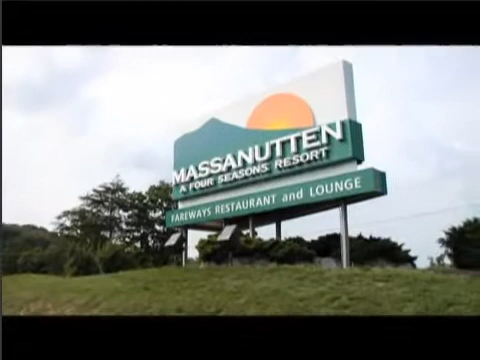 MASSANUTTEN
A FOUR SEASONS RESORT
FAREWAYS RESTAURANT and LOUNGE